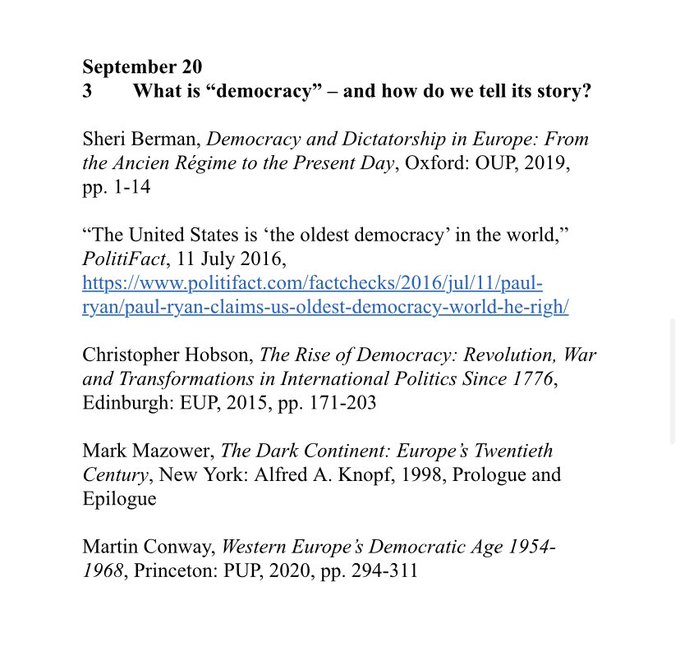 September 20
3 What is “democracy” – and how do we tell its story?
Sheri Berman, Democracy and Dictatorship in Europe: From
the Ancien Régime to the Present Day, Oxford: OUP, 2019,
pp. 1-14
“The United States is ‘the oldest democracy’ in the world,”
PolitiFact, 11 July 2016,
https://www.politifact.com/factchecks/2016/jul/11/paul-
ryan/paul-ryan-claims-us-oldest-democracy-world-he-righ/
Christopher Hobson, The Rise of Democracy: Revolution, War
and Transformations in International Politics Since 1776,
Edinburgh: EUP, 2015, pp. 171-203
Mark Mazower, The Dark Continent: Europe’s Twentieth
Century, New York: Alfred A. Knopf, 1998, Prologue and
Epilogue
Martin Conway, Western Europe’s Democratic Age 1954-
1968, Princeton: PUP, 2020, pp. 294-311